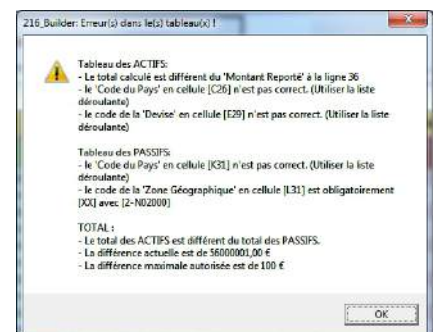 216_Builder: Erreur(s) dans le(s) tableau(x) !
Tableau des ACTIFS:
- Le total calculé est différent du 'Montant Reporté' à la ligne 36
- le 'Code du Pays' en cellule [C26] n'est pas correct. (Utiliser la liste
déroulante)
- le code de la 'Devise' en cellule [E29] n'est pas correct. (Utiliser la liste
déroulante)
Tableau des PASSIFS:
- le 'Code du Pays' en cellule [K31] n'est pas correct. (Utiliser la liste
déroulante)
- le code de la 'Zone Géographique' en cellule [L31] est obligatoirement
[XX] avec [2-N02000]
TOTAL :
- Le total des ACTIFS est différent du total des PASSIFS.
- La différence actuelle est de 56000001,00 €
- La différence maximale autorisée est de 100 €
OK